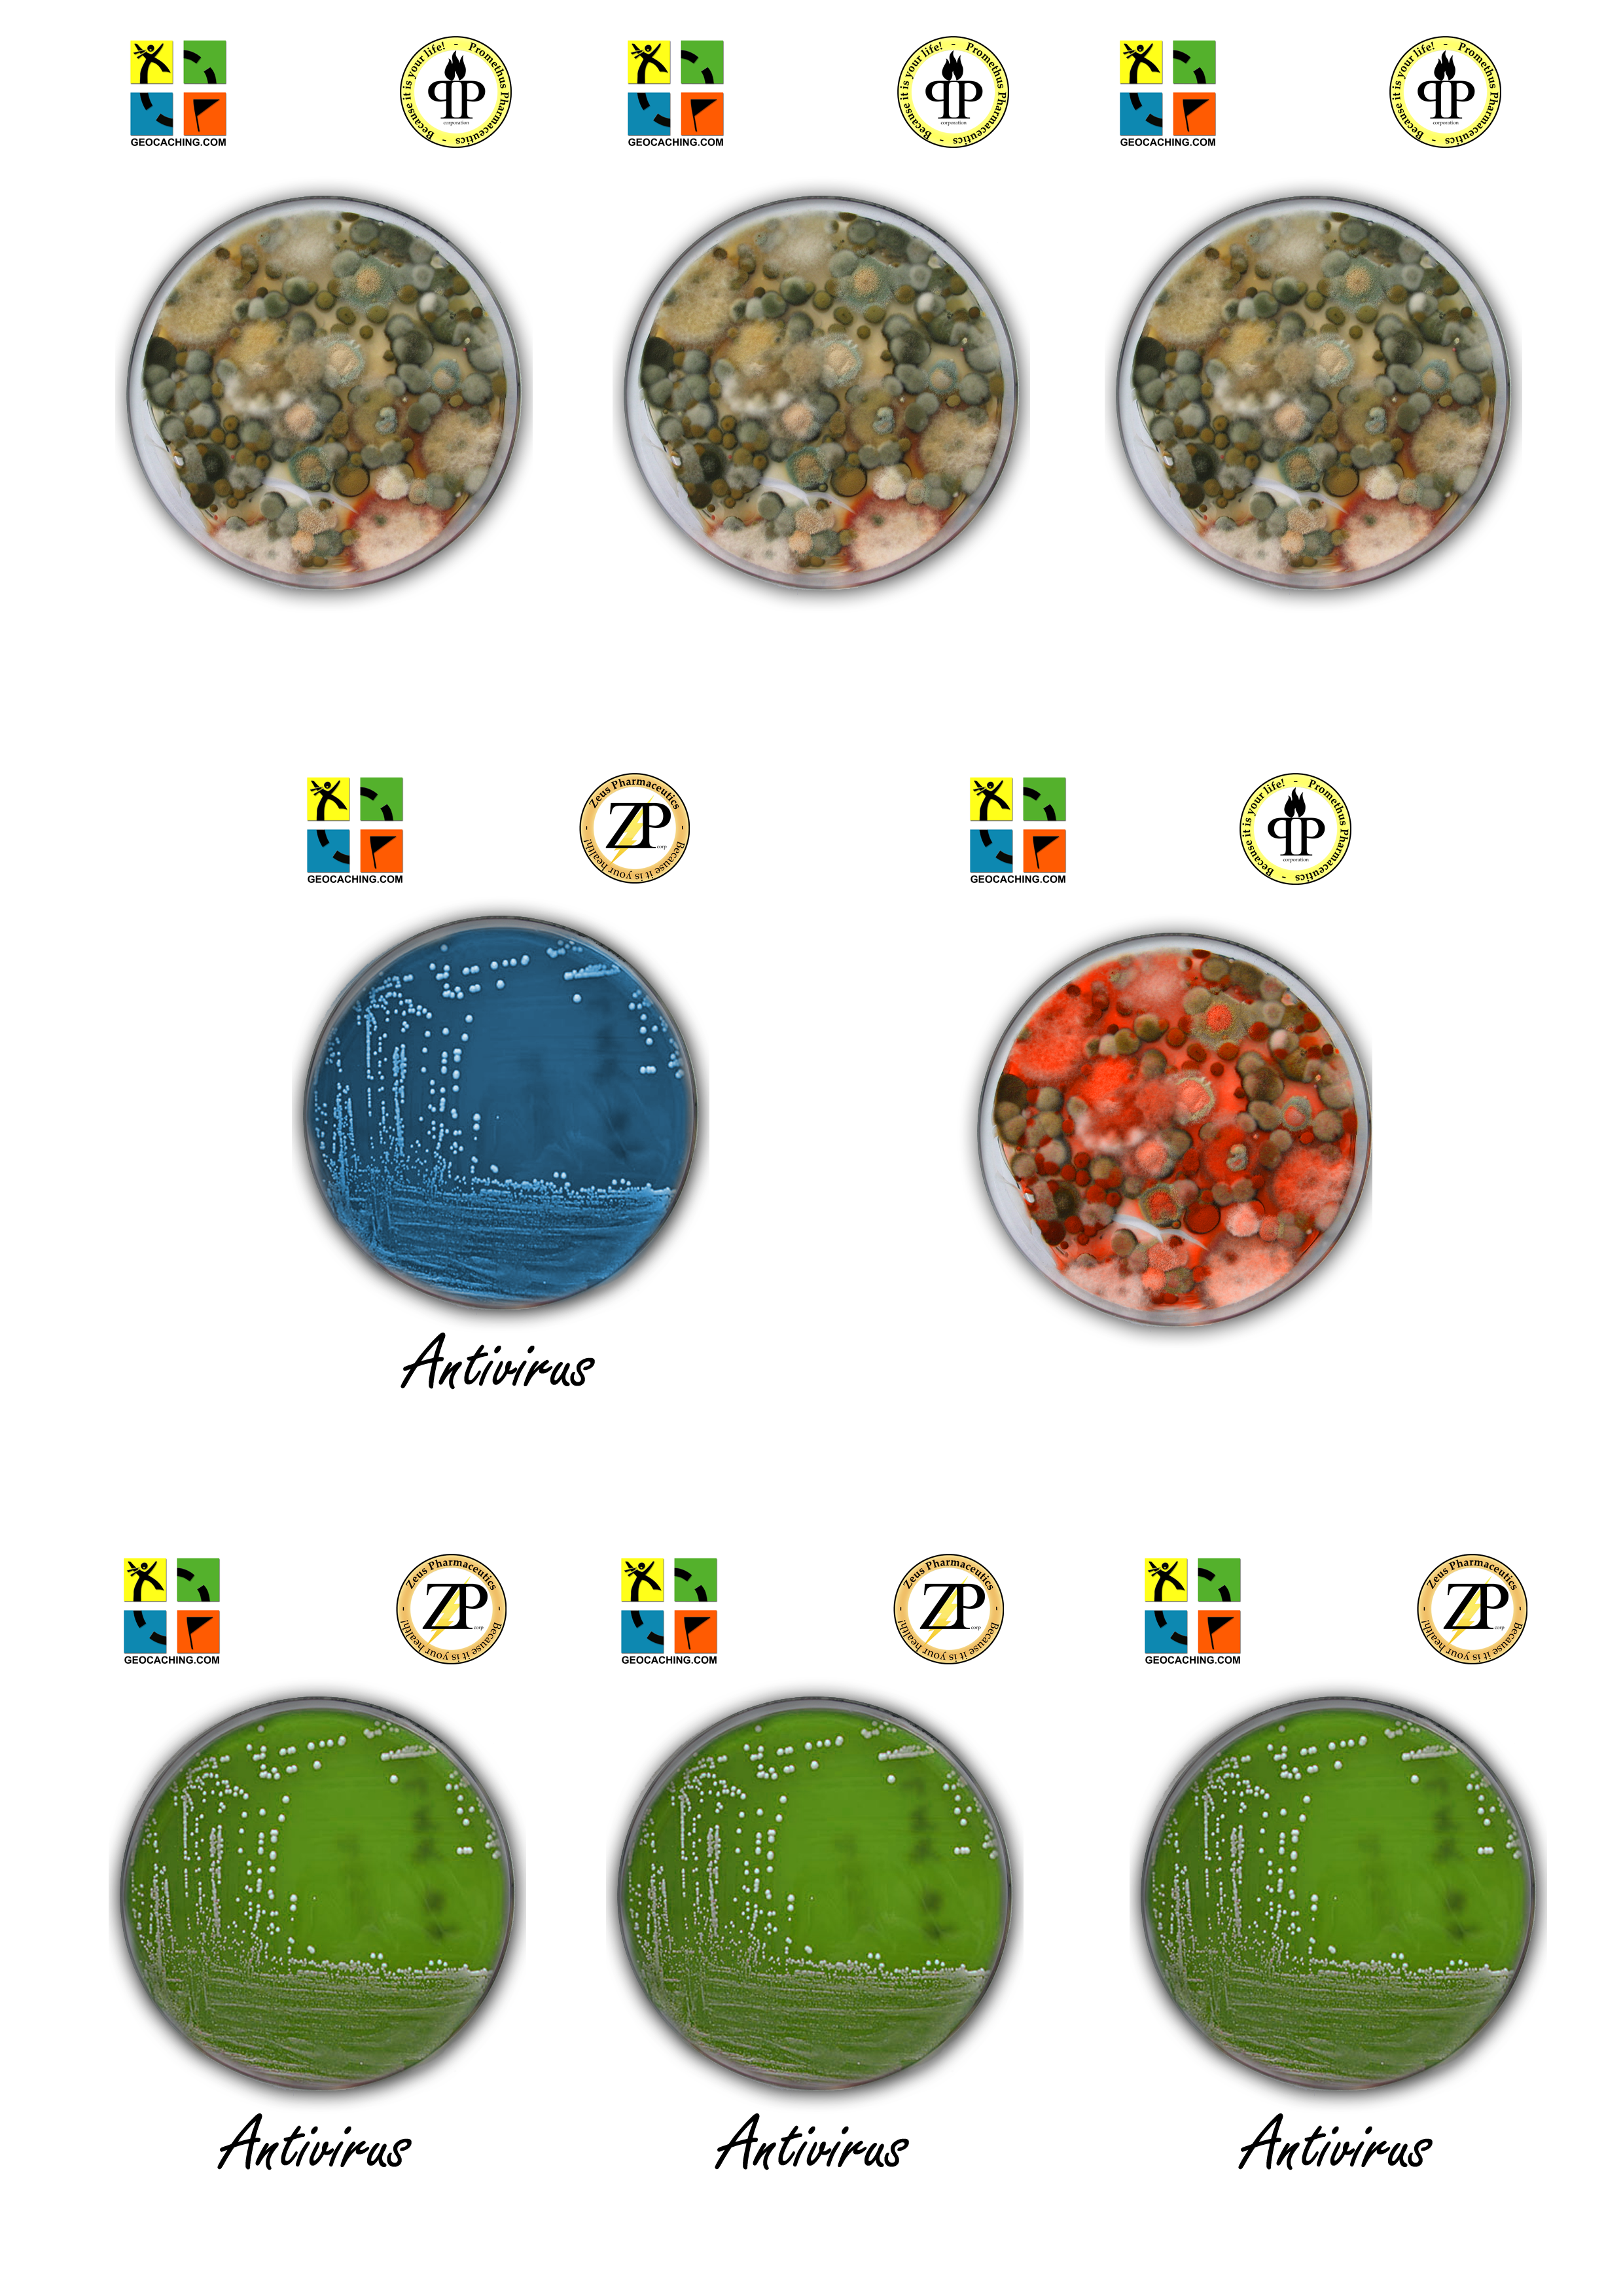 Because it is your life! - Promethus Pharmaceutics -
PP
corporation
GEOCACHING.COM
Because it is your life! - Promethus Pharmaceutics -
PP
corporation
GEOCACHING.COM
Because it is your life! - Promethus Pharmaceutics -
PP
corporation
GEOCACHING.COM
Zeus Pharmaceutics - Because it is your health! -
ZP
corp
GEOCACHING.COM
Because it is your life! - Promethus Pharmaceutics -
PP
corporation
GEOCACHING.COM
Antivirus
Zeus Pharmaceutics - Because it is your health! -
ZP
corp
GEOCACHING.COM
Zeus Pharmaceutics - Because it is your health! -
ZP
corp
GEOCACHING.COM
Zeus Pharmaceutics - Because it is your health! -
ZP
corp
GEOCACHING.COM
Antivirus
Antivirus
Antivirus